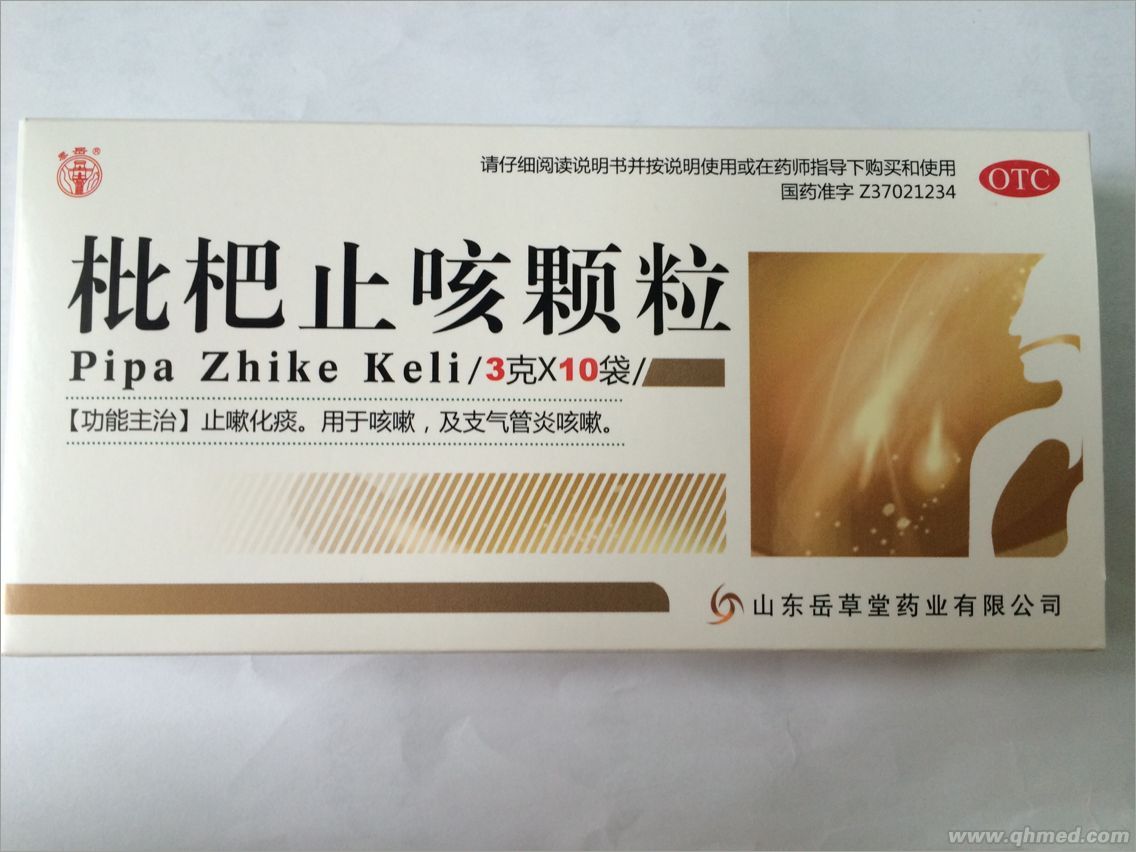 岳®
请仔细阅读说明书并按说明使用或在药师指导下购买和使用
国药准字 Z37021234
OTC
枇杷止咳颗粒
Pipa Zhike Keli/3克X10袋/
【功能主治】止嗽化痰。用于咳嗽，及支气管炎咳嗽。
山东岳草堂药业有限公司
www.qhmed.com